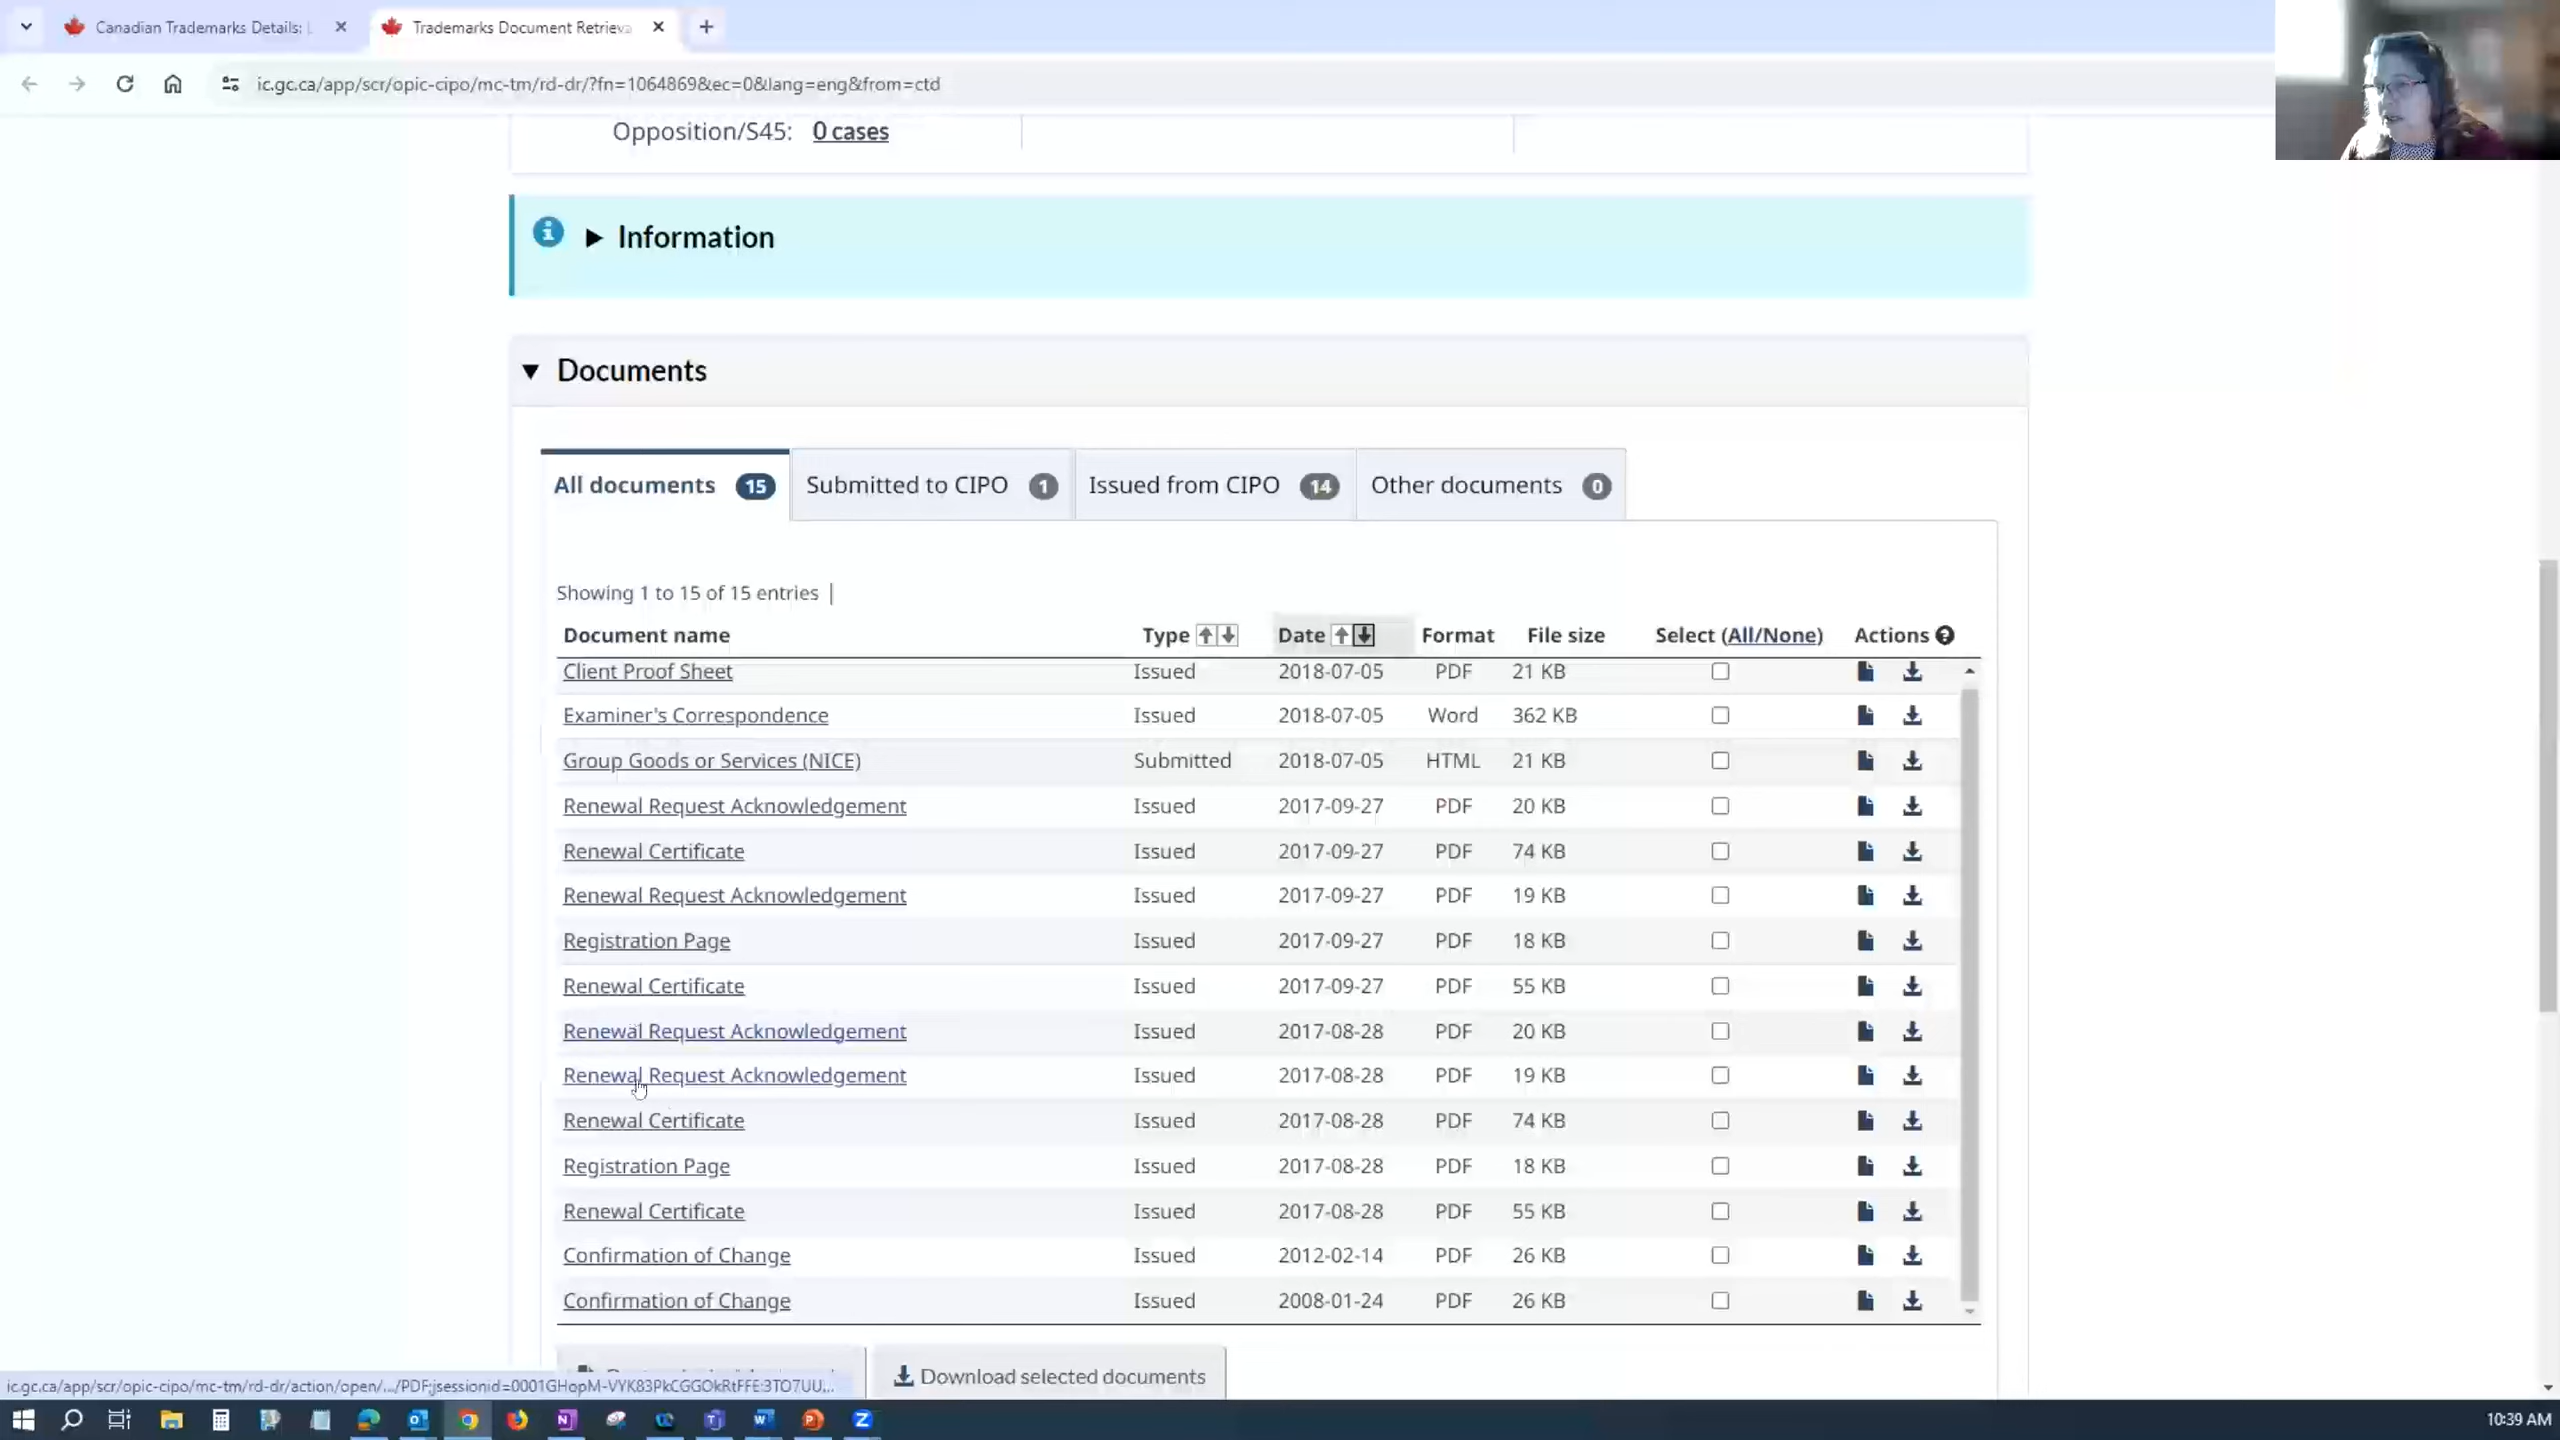 Canadian Trademarks Details:
Trademarks Document Retrieva
ic.gc.ca/app/scr/opic-cipo/mc-tm/rd-dr/?fn=1064869&ec=0&lang=eng&from=ctd
Opposition/S45: 0 cases
Information
Documents
All documents 15 Submitted to CIPO 1 Issued from CIPO 14 Other documents 0
Showing 1 to 15 of 15 entries |
Document name Type Date Format File size Select (All/None) Actions
Client Proof Sheet Issued 2018-07-05 PDF 21 KB
Examiner's Correspondence Issued 2018-07-05 Word 362 KB
Group Goods or Services (NICE) Submitted 2018-07-05 HTML 21 KB
Renewal Request Acknowledgement Issued 2017-09-27 PDF 20 KB
Renewal Certificate Issued 2017-09-27 PDF 74 KB
Renewal Request Acknowledgement Issued 2017-09-27 PDF 19 KB
Registration Page Issued 2017-09-27 PDF 18 KB
Renewal Certificate Issued 2017-09-27 PDF 55 KB
Renewal Request Acknowledgement Issued 2017-08-28 PDF 20 KB
Renewal Request Acknowledgement Issued 2017-08-28 PDF 19 KB
Renewal Certificate Issued 2017-08-28 PDF 74 KB
Registration Page Issued 2017-08-28 PDF 18 KB
Renewal Certificate Issued 2017-08-28 PDF 55 KB
Confirmation of Change Issued 2012-02-14 PDF 26 KB
Confirmation of Change Issued 2008-01-24 PDF 26 KB
Download selected documents
10:39 AM